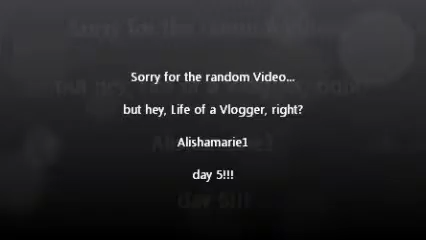 Sorry for the random Video...
but hey, Life of a Vlogger, right?
Alishamarie1
day 5!!!